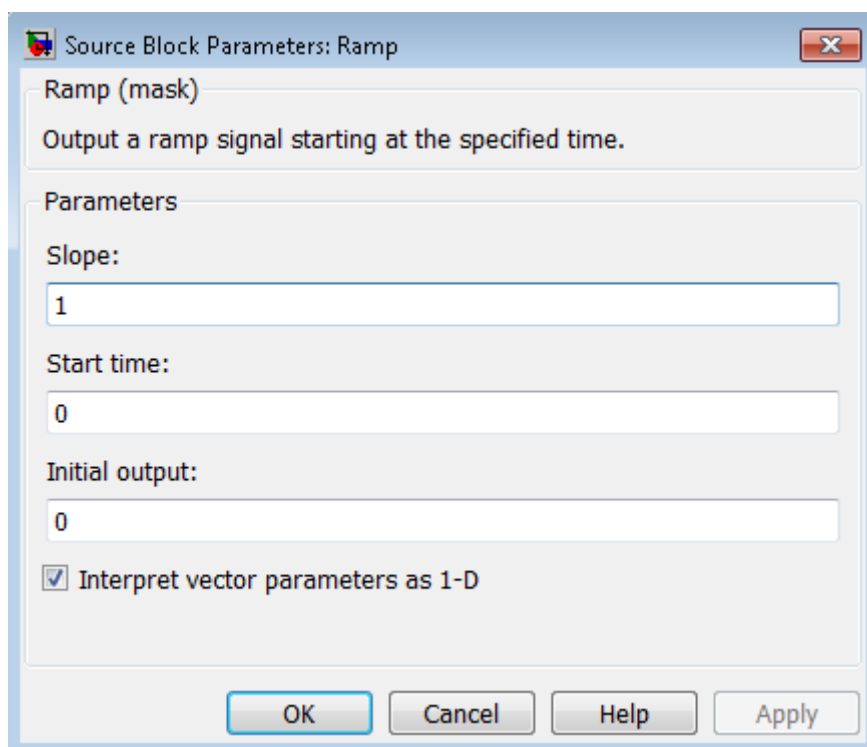 Source Block Parameters: Ramp
Ramp (mask)
Output a ramp signal starting at the specified time.
Parameters
Slope:
1
Start time:
0
Initial output:
0
Interpret vector parameters as 1-D
OK Cancel Help Apply